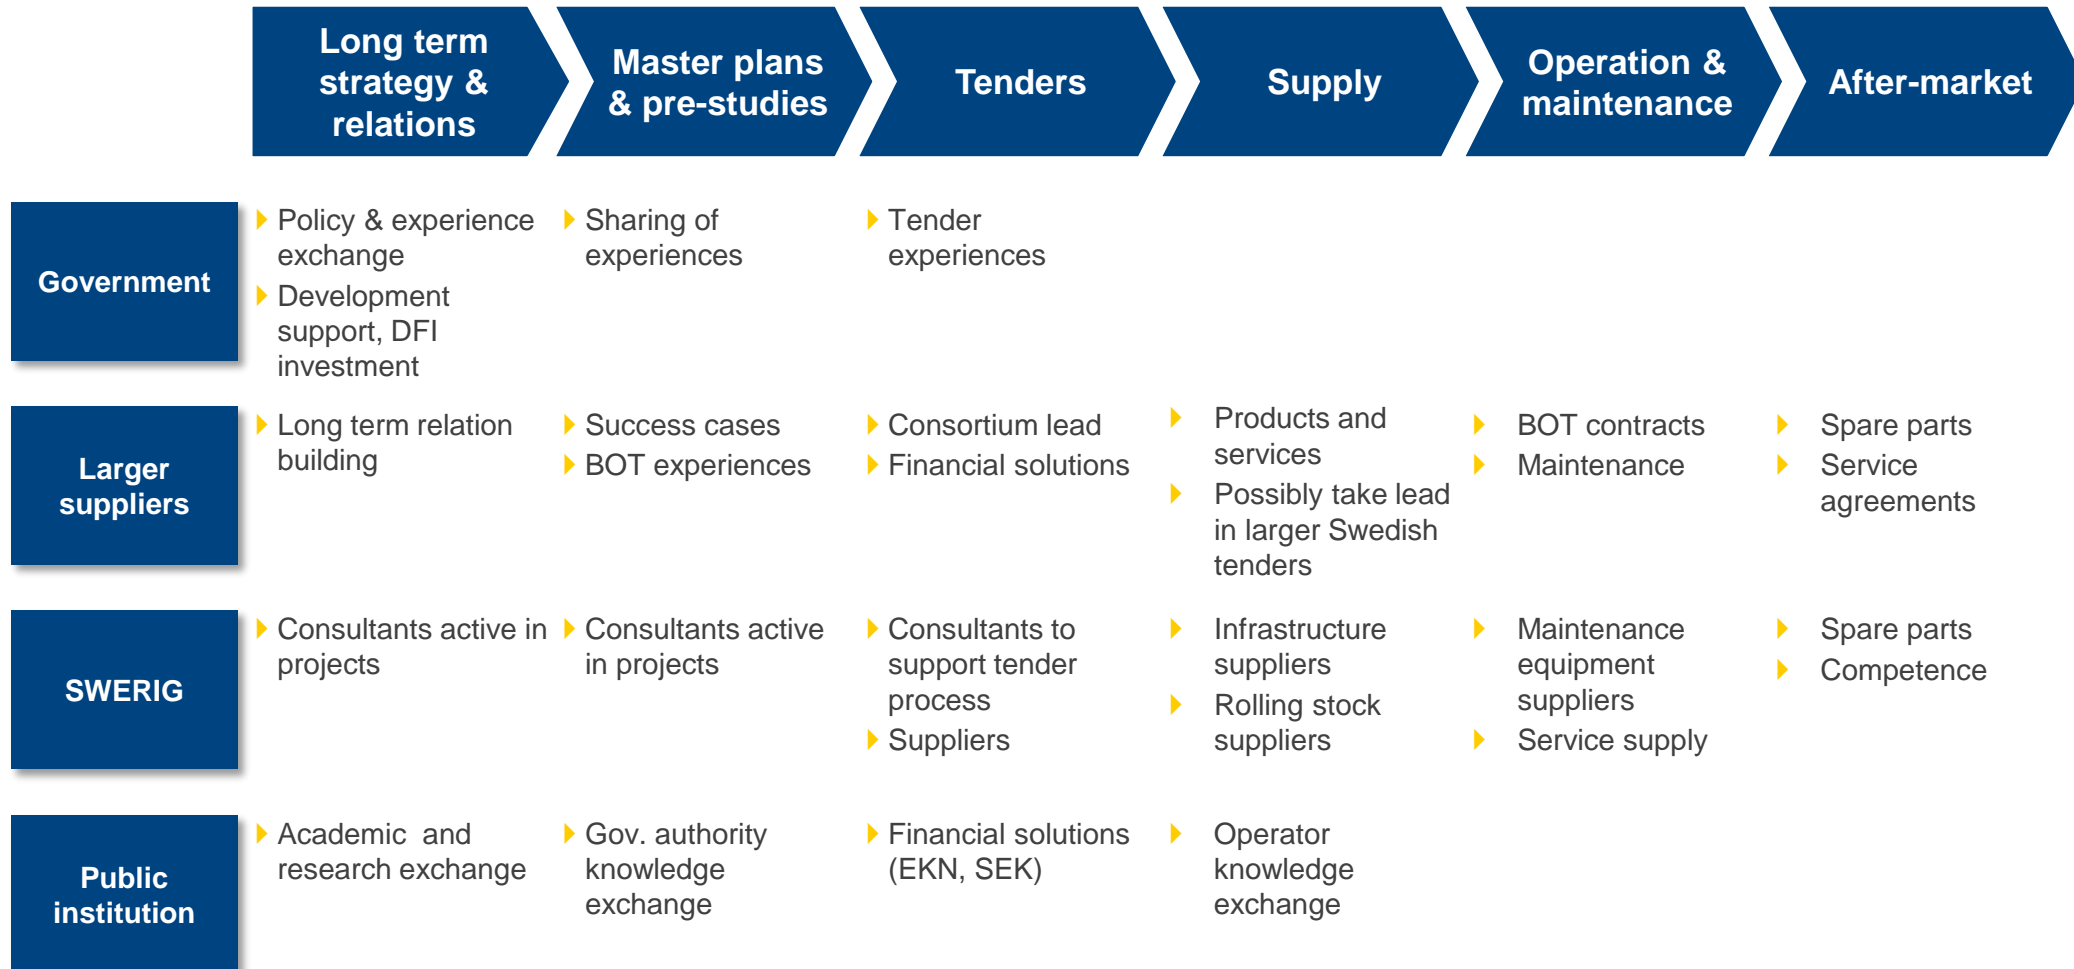 Long term
strategy &
relations
Master plans
& pre-studies
Tenders
Supply
Operation &
maintenance
After-market
Government
Policy & experience
exchange
Development
support, DFI
investment
Sharing of
experiences
Tender
experiences
Larger
suppliers
Long term relation
building
Success cases
BOT experiences
Consortium lead
Financial solutions
Products and
services
Possibly take lead
in larger Swedish
tenders
BOT contracts
Maintenance
Spare parts
Service
agreements
SWERIG
Consultants active in
projects
Consultants active
in projects
Consultants to
support tender
process
Suppliers
Infrastructure
suppliers
Rolling stock
suppliers
Maintenance
equipment
suppliers
Service supply
Spare parts
Competence
Public
institution
Academic and
research exchange
Gov. authority
knowledge
exchange
Financial solutions
(EKN, SEK)
Operator
knowledge
exchange